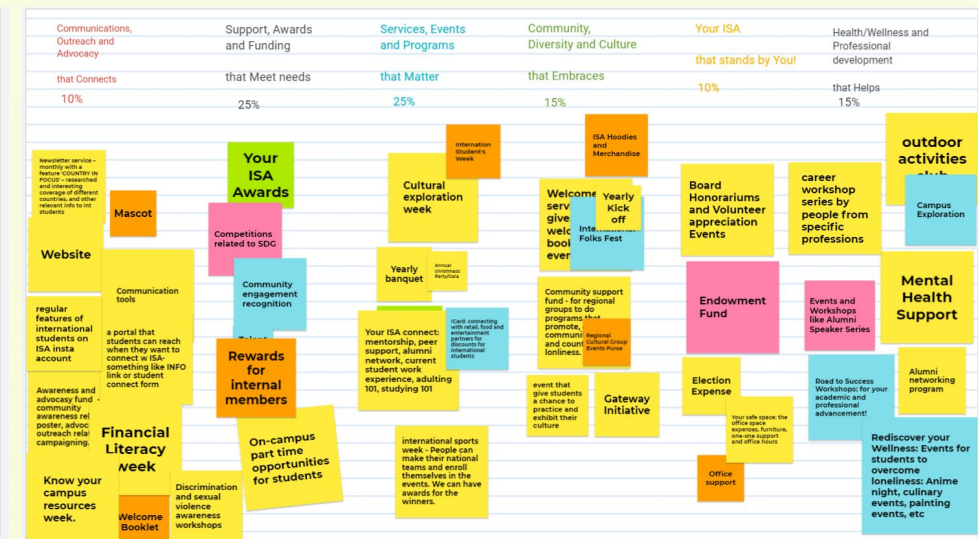 Communications,
Outreach and
Advocacy
that Connects
10%
Support, Awards
and Funding
that Meet needs
25%
Services, Events
and Programs
that Matter
25%
Community,
Diversity and Culture
that Embraces
15%
Your ISA
that stands by You!
10%
Health/Wellness and
Professional
development
that Helps
15%
Newsletter service –
monthly with a
feature 'COUNTRY IN
FOCUS' – researched
and interesting
coverage of different
countries, and other
relevant info to int
students
Mascot
Website
Communication
tools
a portal that
students can reach
when they want to
connect w ISA-
something like INFO
link or student
connect form
regular
features of
international
students on
ISA insta
account
Awareness and
advocasy fund -
community
awareness
poster,
outreach
campaigning.
Financial
Literacy
week
Know your
campus
resources
week.
Welcome
Booklet
Discrimination
and sexual
violence
awareness
workshops
Your
ISA
Awards
Competitions
related to SDG
Community
engagement
recognition
Rewards
for
internal
members
On-campus
part time
opportunities
for students
Internation
Student's
Week
Cultural
exploration
week
Yearly
banquet
Annual
christmass
Party/Gala
Your ISA connect:
mentorship, peer
support, alumni
network, current
student work
experience, adulting
101, studying 101
ICard: connecting
with retail, food and
entertainment
partners for
discounts for
international
students
international sports
week - People can
make their national
teams and enroll
themselves in the
events. We can have
awards for the
winners.
ISA Hoodies
and
Merchandise
Welcome
Yearly
Kick
off
Folks Fest
Community support
fund - for regional
groups to do
programs
promote,
and
lonliness.
Regional
Cultural Group
Events Purse
event that
give students
a chance to
practice and
exhibit their
culture
Gateway
Initiative
Board
Honorariums
and Volunteer
appreciation
Events
Endowment
Fund
Election
Expense
Your safe space: the
office space
expenses, furniture,
one-one support
and office hours
Office
support
career
workshop
series by
people from
specific
professions
outdoor
activities
Campus
Exploration
Mental
Health
Support
Events and
Workshops
like Alumni
Speaker Series
Road to Success
Workshops: for your
academic and
professional
advancement!
Alumni
networking
program
Rediscover your
Wellness: Events for
students to
overcome
loneliness: Anime
night, culinary
events, painting
events, etc